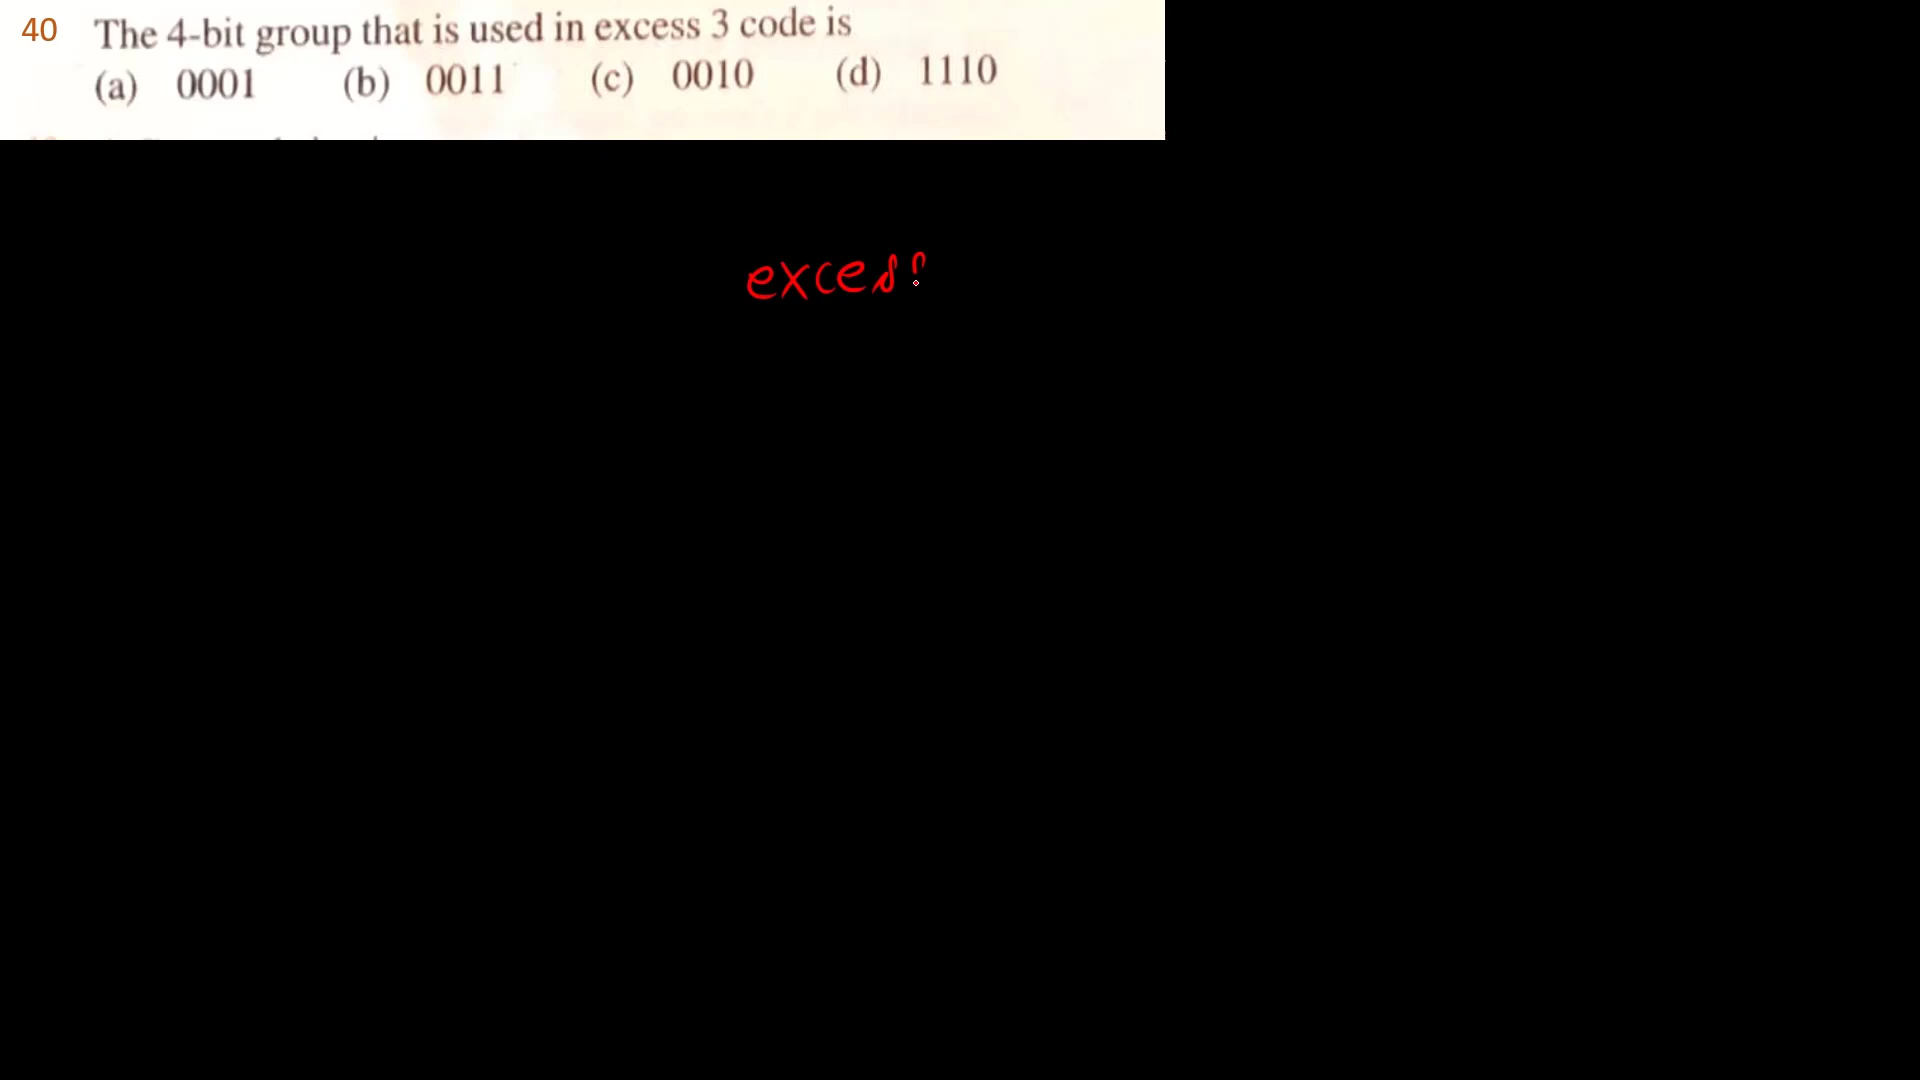 40 The 4-bit group that is used in excess 3 code is
(a) 0001 (b) 0011 (c) 0010 (d) 1110
exces